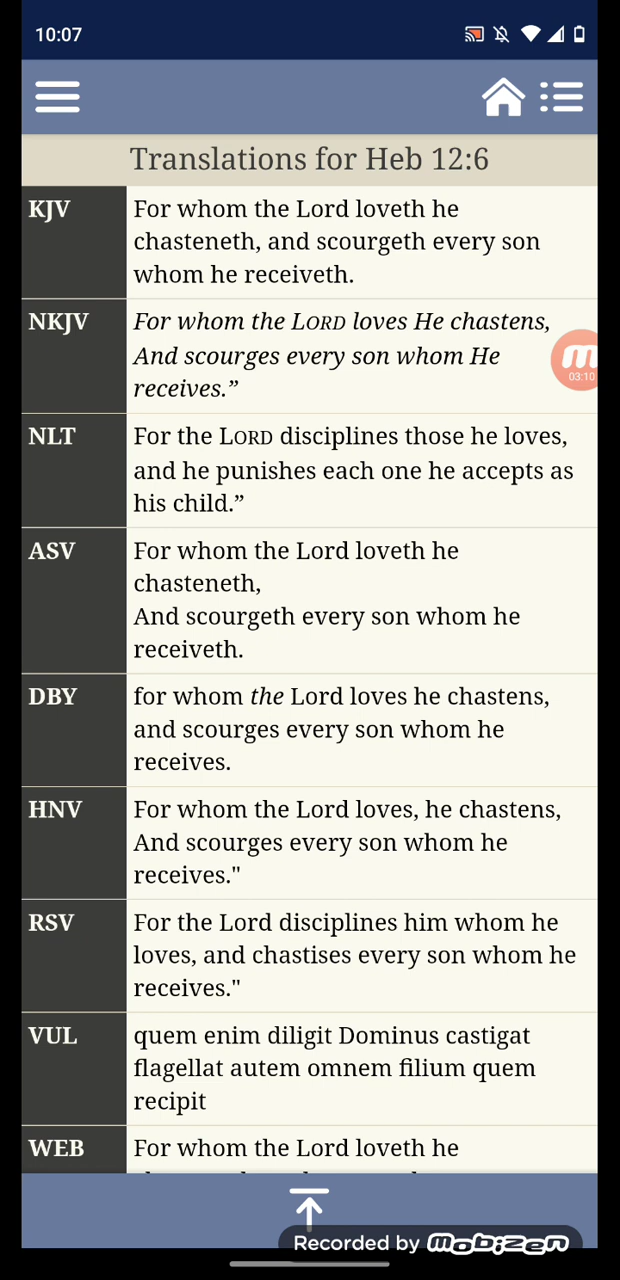 10:07
Translations for Heb 12:6
KJV
For whom the Lord loveth he
chasteneth, and scourgeth every son
whom he receiveth.
NKJV
For whom the LORD loves He chastens,
And scourges every son whom He
receives.”
03:10
NLT
For the LORD disciplines those he loves,
and he punishes each one he accepts as
his child.”
ASV
For whom the Lord loveth he
chasteneth,
And scourgeth every son whom he
receiveth.
DBY
for whom the Lord loves he chastens,
and scourges every son whom he
receives.
HNV
For whom the Lord loves, he chastens,
And scourges every son whom he
receives."
RSV
For the Lord disciplines him whom he
loves, and chastises every son whom he
receives."
VUL
quem enim diligit Dominus castigat
flagellat autem omnem filium quem
recipit
WEB
For whom the Lord loveth he
Recorded by Mobizen